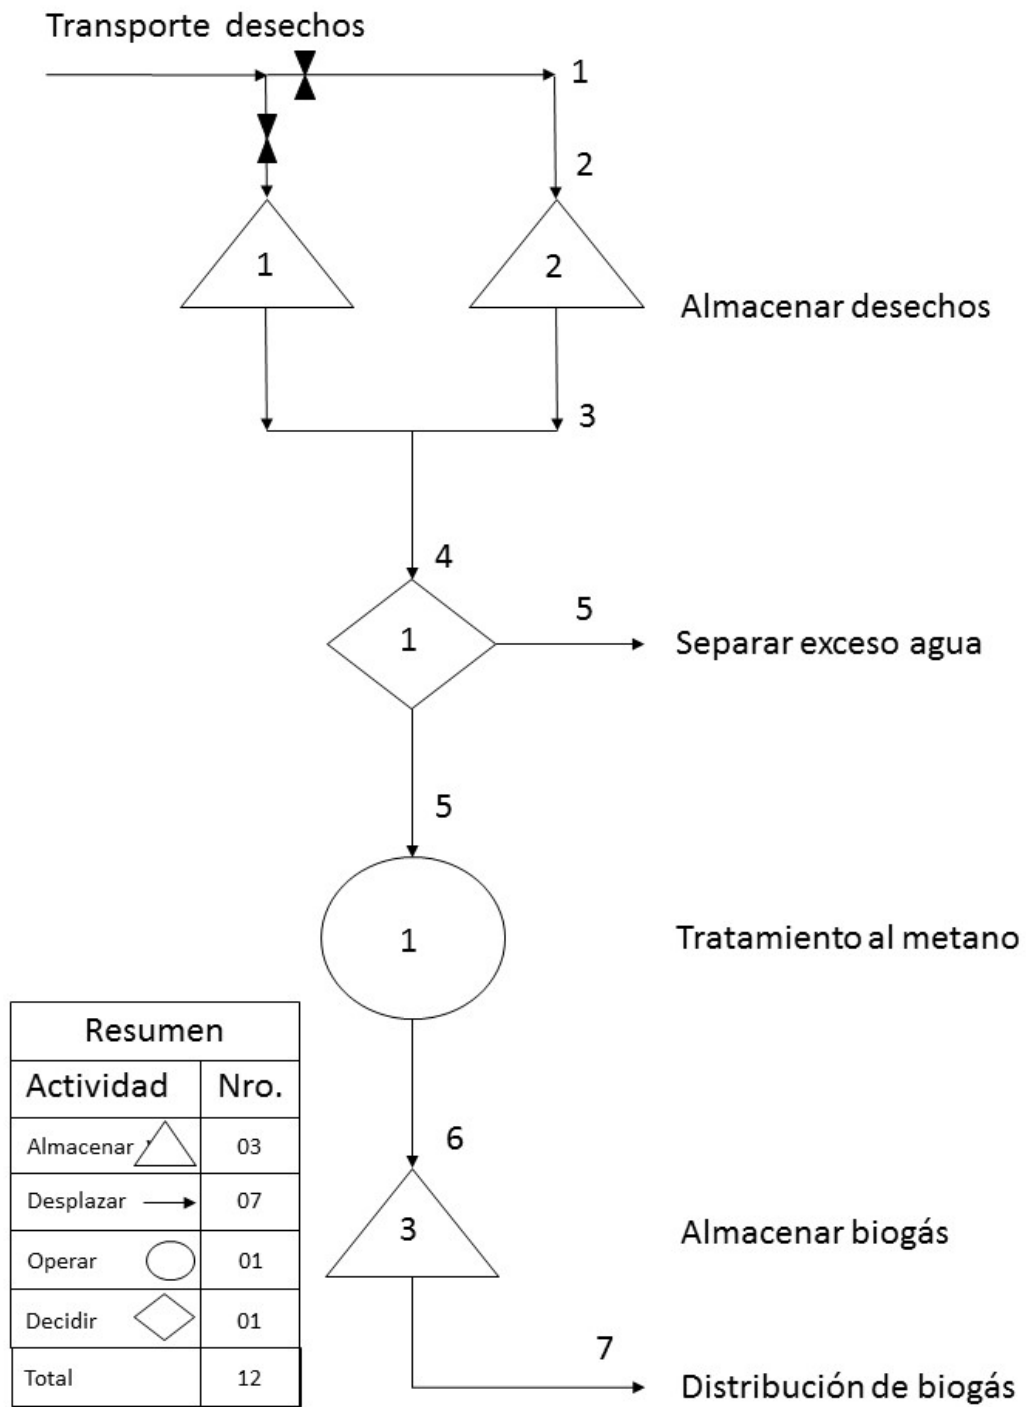 Transporte desechos
1
2
1
2
Almacenar desechos
3
4
5
1
Separar exceso agua
5
1
Tratamiento al metano
6
3
Almacenar biogás
7
Distribución de biogás
Resumen
Actividad Nro.
Almacenar 03
Desplazar 07
Operar 01
Decidir 01
Total 12